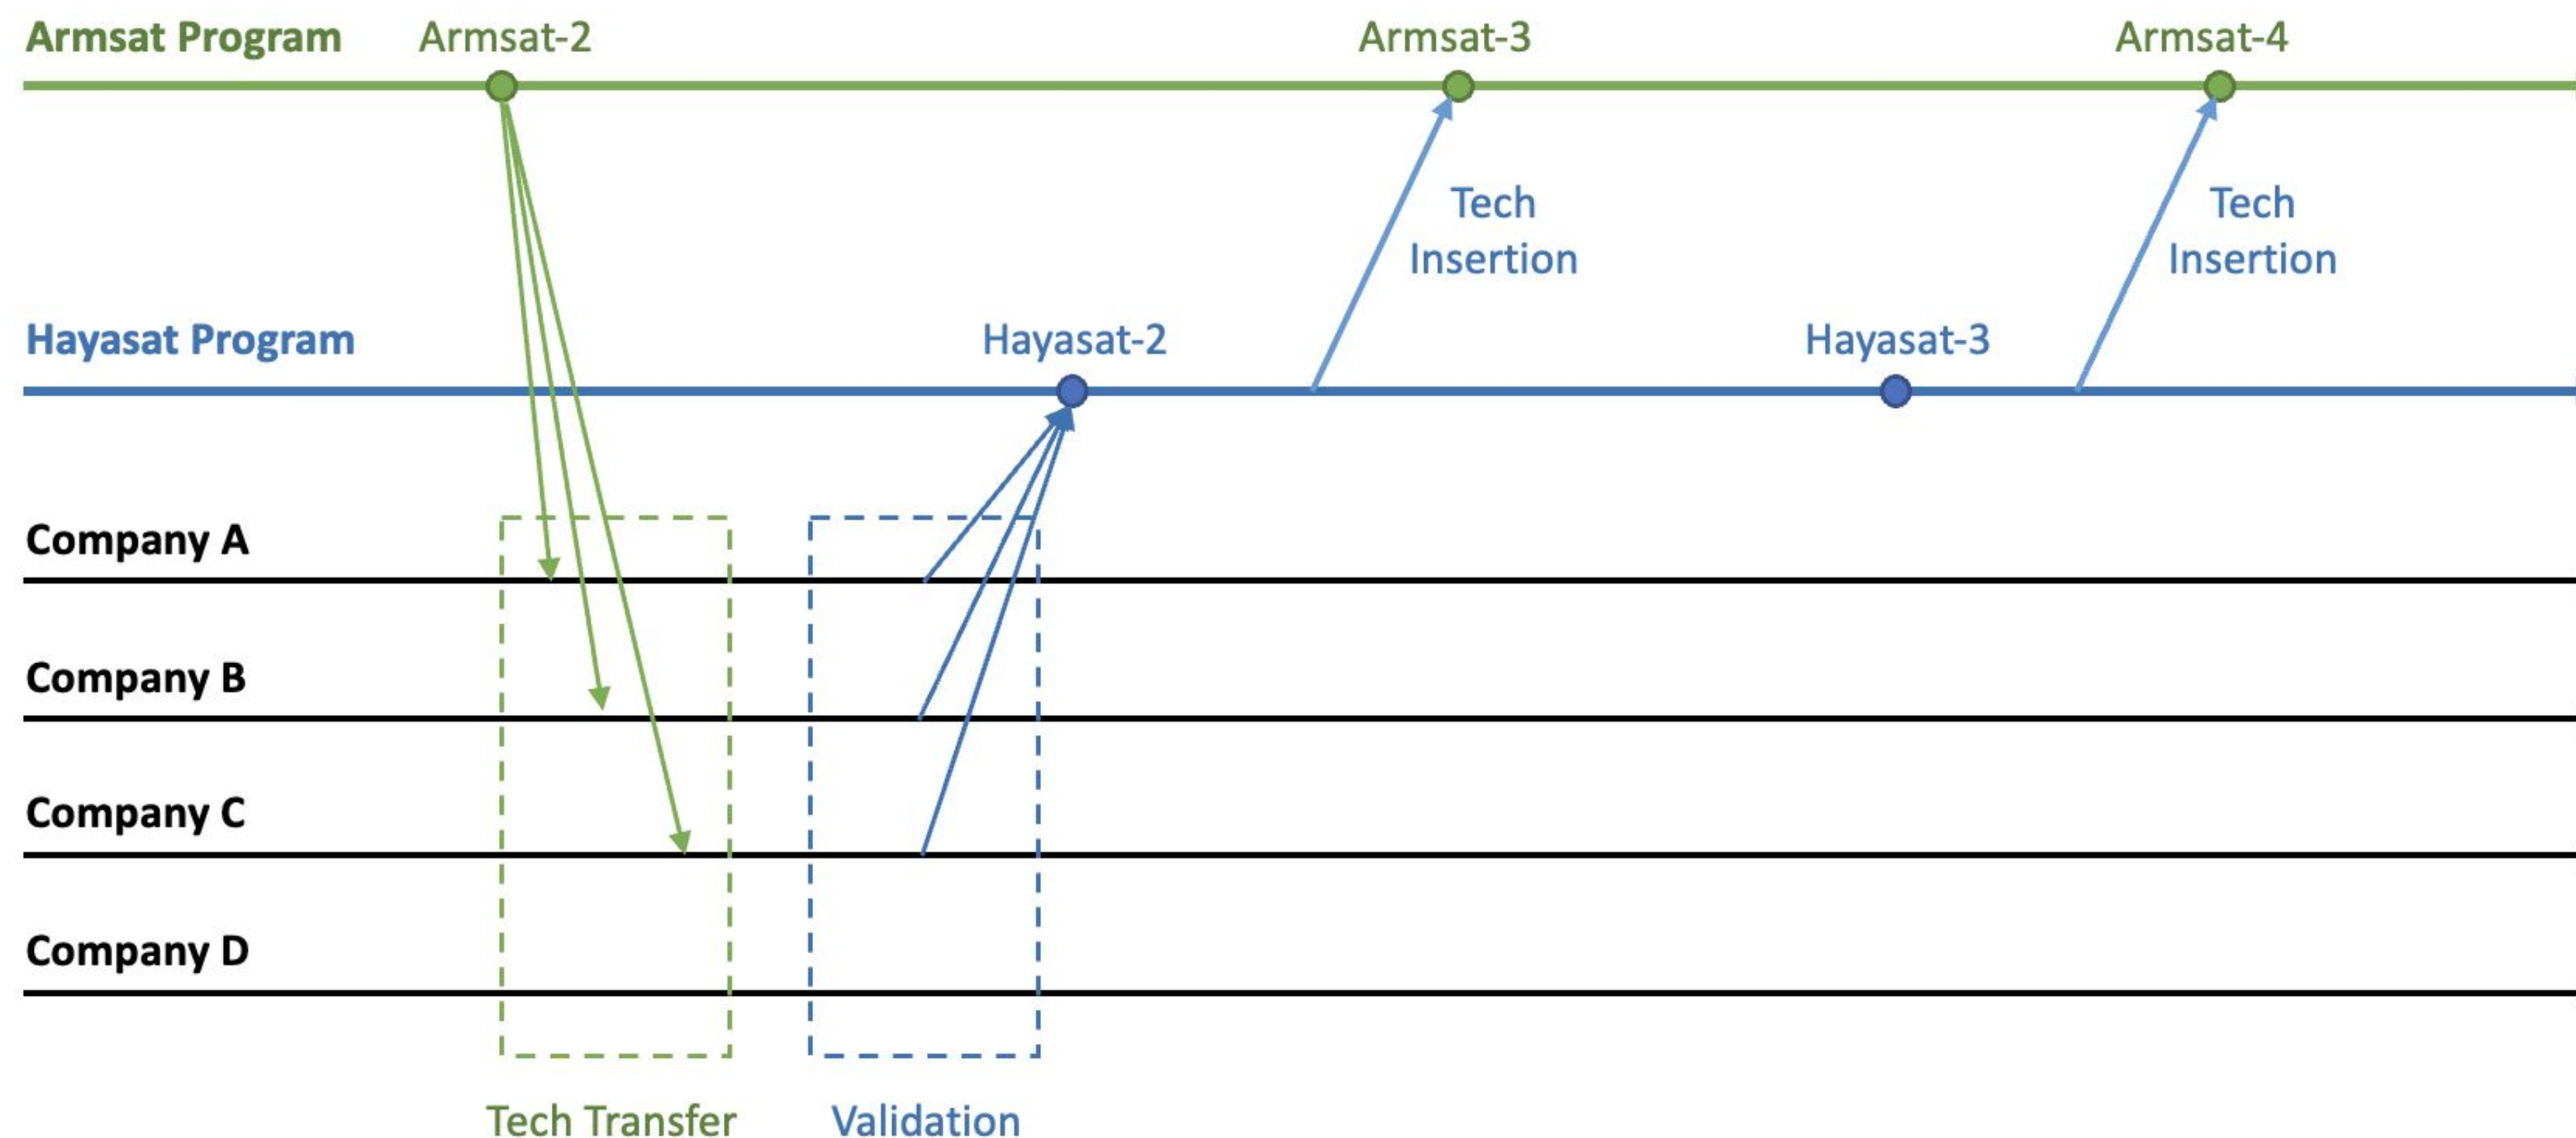 Armsat Program
Armsat-2
Armsat-3
Armsat-4
Tech
Insertion
Tech
Insertion
Hayasat Program
Hayasat-2
Hayasat-3
Company A
Company B
Company C
Company D
Tech Transfer
Validation